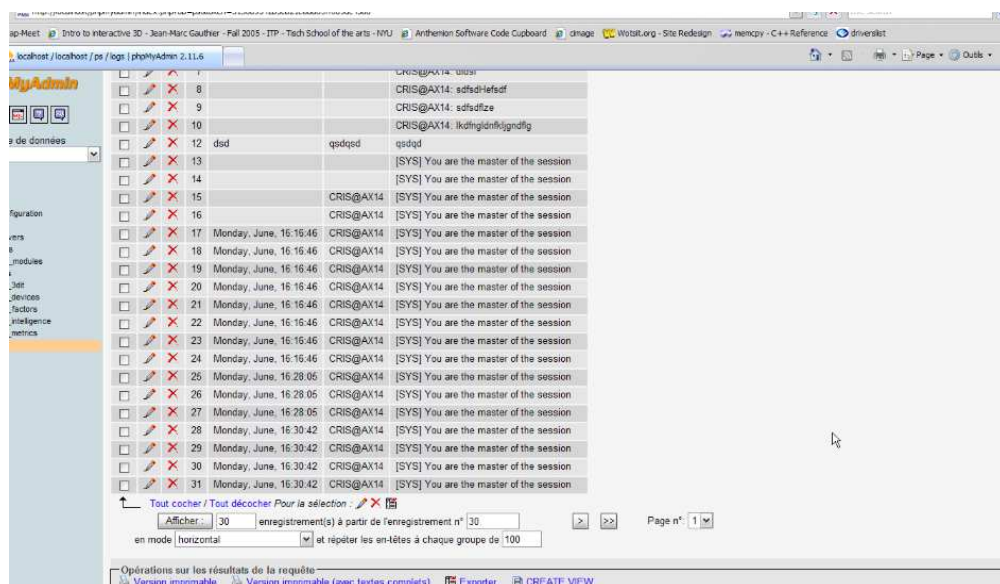 ap-Meet Intro to interactive 3D - Jean-Marc Gauthier - Fall 2005 - ITP - Tisch School of the arts - NYU Anthemion Software Code Cupboard cimage Wotsit.org - Site Redesign memcpy - C++ Reference driverslist
localhost / localhost / ps / logs | phpMyAdmin 2.11.6 Page Outils
MyAdmin
e de données
figuration
vers
s
_modules
s
_3dit
_devices
_factors
_inteligence
_metrics
8 CRIS@AX14: sdfsdHefsdf
9 CRIS@AX14: sdfsdflze
10
12 dsd qsdqsd qsdqd
13 [SYS] You are the master of the session
14 [SYS] You are the master of the session
15 CRIS@AX14 [SYS] You are the master of the session
16 CRIS@AX14 [SYS] You are the master of the session
17 Monday, June, 16:16:46 CRIS@AX14 [SYS] You are the master of the session
18 Monday, June, 16:16:46 CRIS@AX14 [SYS] You are the master of the session
19 Monday, June, 16:16:46 CRIS@AX14 [SYS] You are the master of the session
20 Monday, June, 16:16:46 CRIS@AX14 [SYS] You are the master of the session
21 Monday, June, 16:16:46 CRIS@AX14 [SYS] You are the master of the session
22 Monday, June, 16:16:46 CRIS@AX14 [SYS] You are the master of the session
23 Monday, June, 16:16:46 CRIS@AX14 [SYS] You are the master of the session
24 Monday, June, 16:16:46 CRIS@AX14 [SYS] You are the master of the session
25 Monday, June, 16:28:05 CRIS@AX14 [SYS] You are the master of the session
26 Monday, June, 16:28:05 CRIS@AX14 [SYS] You are the master of the session
27 Monday, June, 16:28:05 CRIS@AX14 [SYS] You are the master of the session
28 Monday, June, 16:30:42 CRIS@AX14 [SYS] You are the master of the session
29 Monday, June, 16:30:42 CRIS@AX14 [SYS] You are the master of the session
30 Monday, June, 16:30:42 CRIS@AX14 [SYS] You are the master of the session
31 Monday, June, 16:30:42 CRIS@AX14 [SYS] You are the master of the session
Tout cocher / Tout décocher Pour la sélection :
Afficher : 30 enregistrement(s) à partir de l'enregistrement n° 30 > >> Page n°: 1
en mode horizontal et répéter les en-têtes à chaque groupe de 100
Opérations sur les résultats de la requête
Version imprimable Version imprimable (avec textes complets) Exporter CREATE VIEW